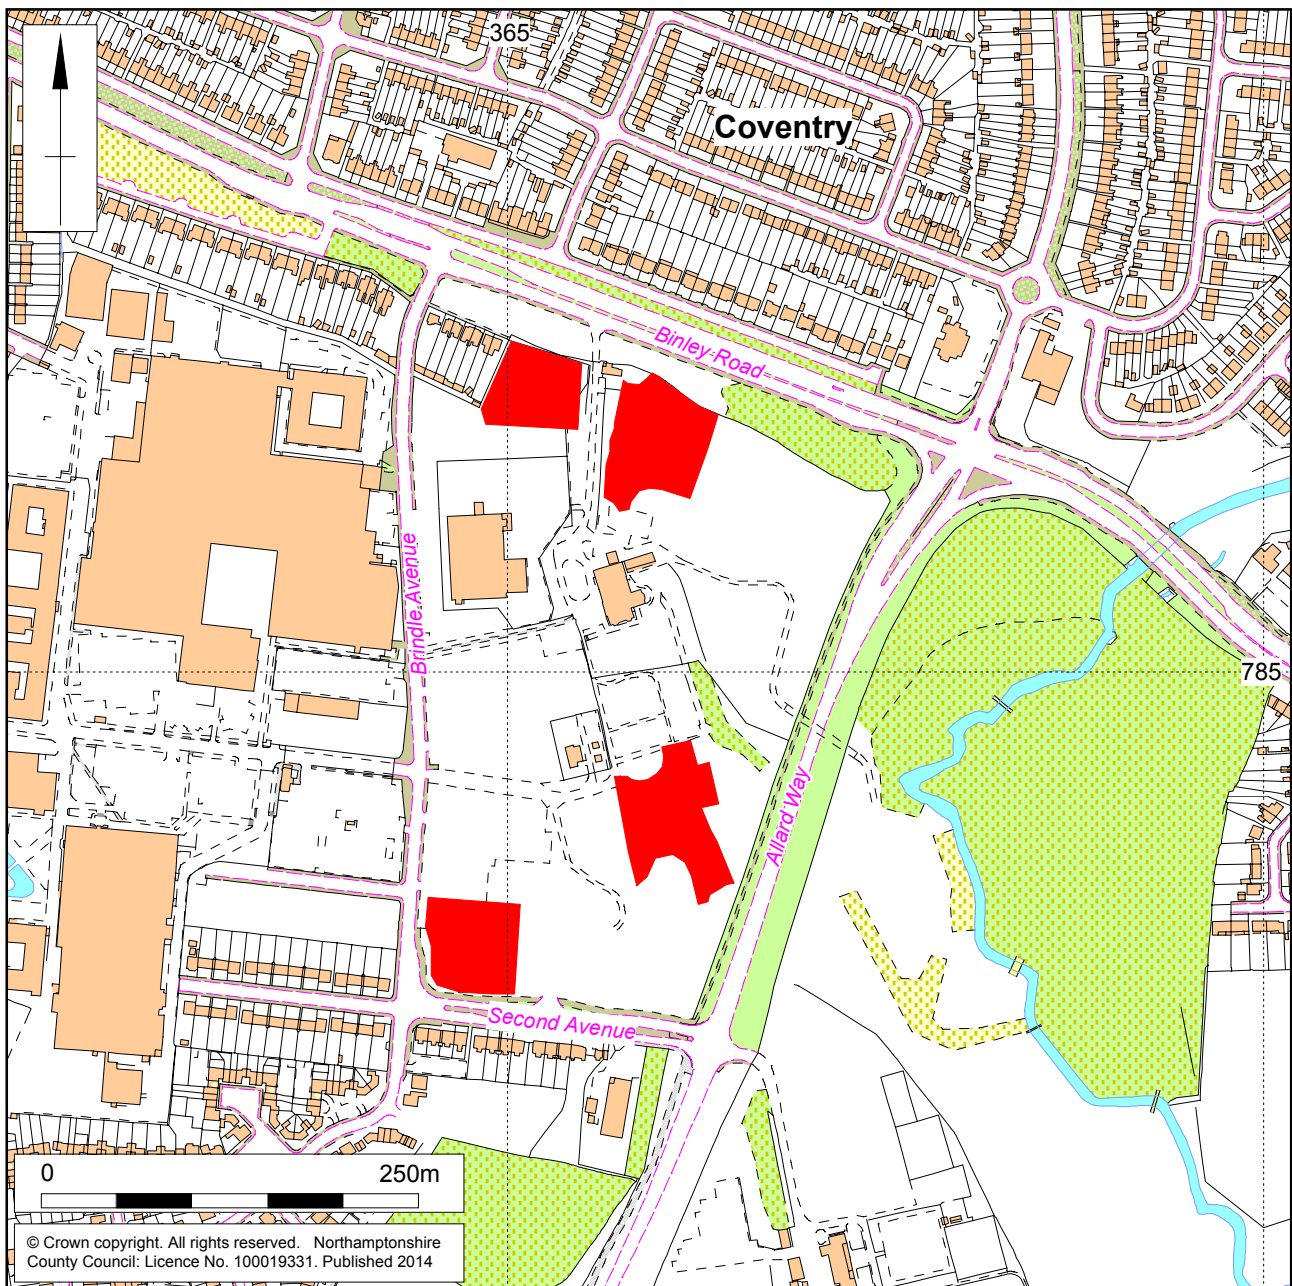 365
Coventry
Binley Road
Brindle Avenue
785
Allard Way
Second Avenue
0 250m
© Crown copyright. All rights reserved. Northamptonshire
County Council: Licence No. 100019331. Published 2014